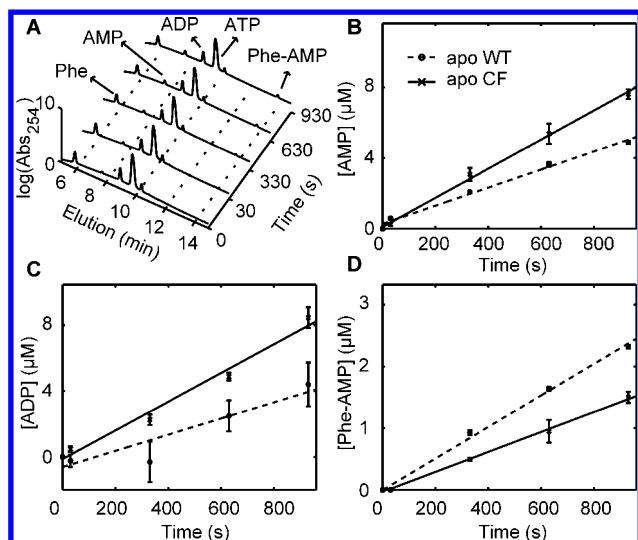 A
AMP
ADP
ATP
Phe
Phe-AMP
10
0
log(Abs254)
6
8
10
12
14
Elution (min)
0
30
330
630
930
Time (s)
B
apo WT
apo CF
8
4
0
[AMP] (µM)
0
200
400
600
800
Time (s)
C
8
4
0
[ADP] (µM)
0
200
400
600
800
Time (s)
D
3
2
1
0
[Phe-AMP] (µM)
0
200
400
600
800
Time (s)